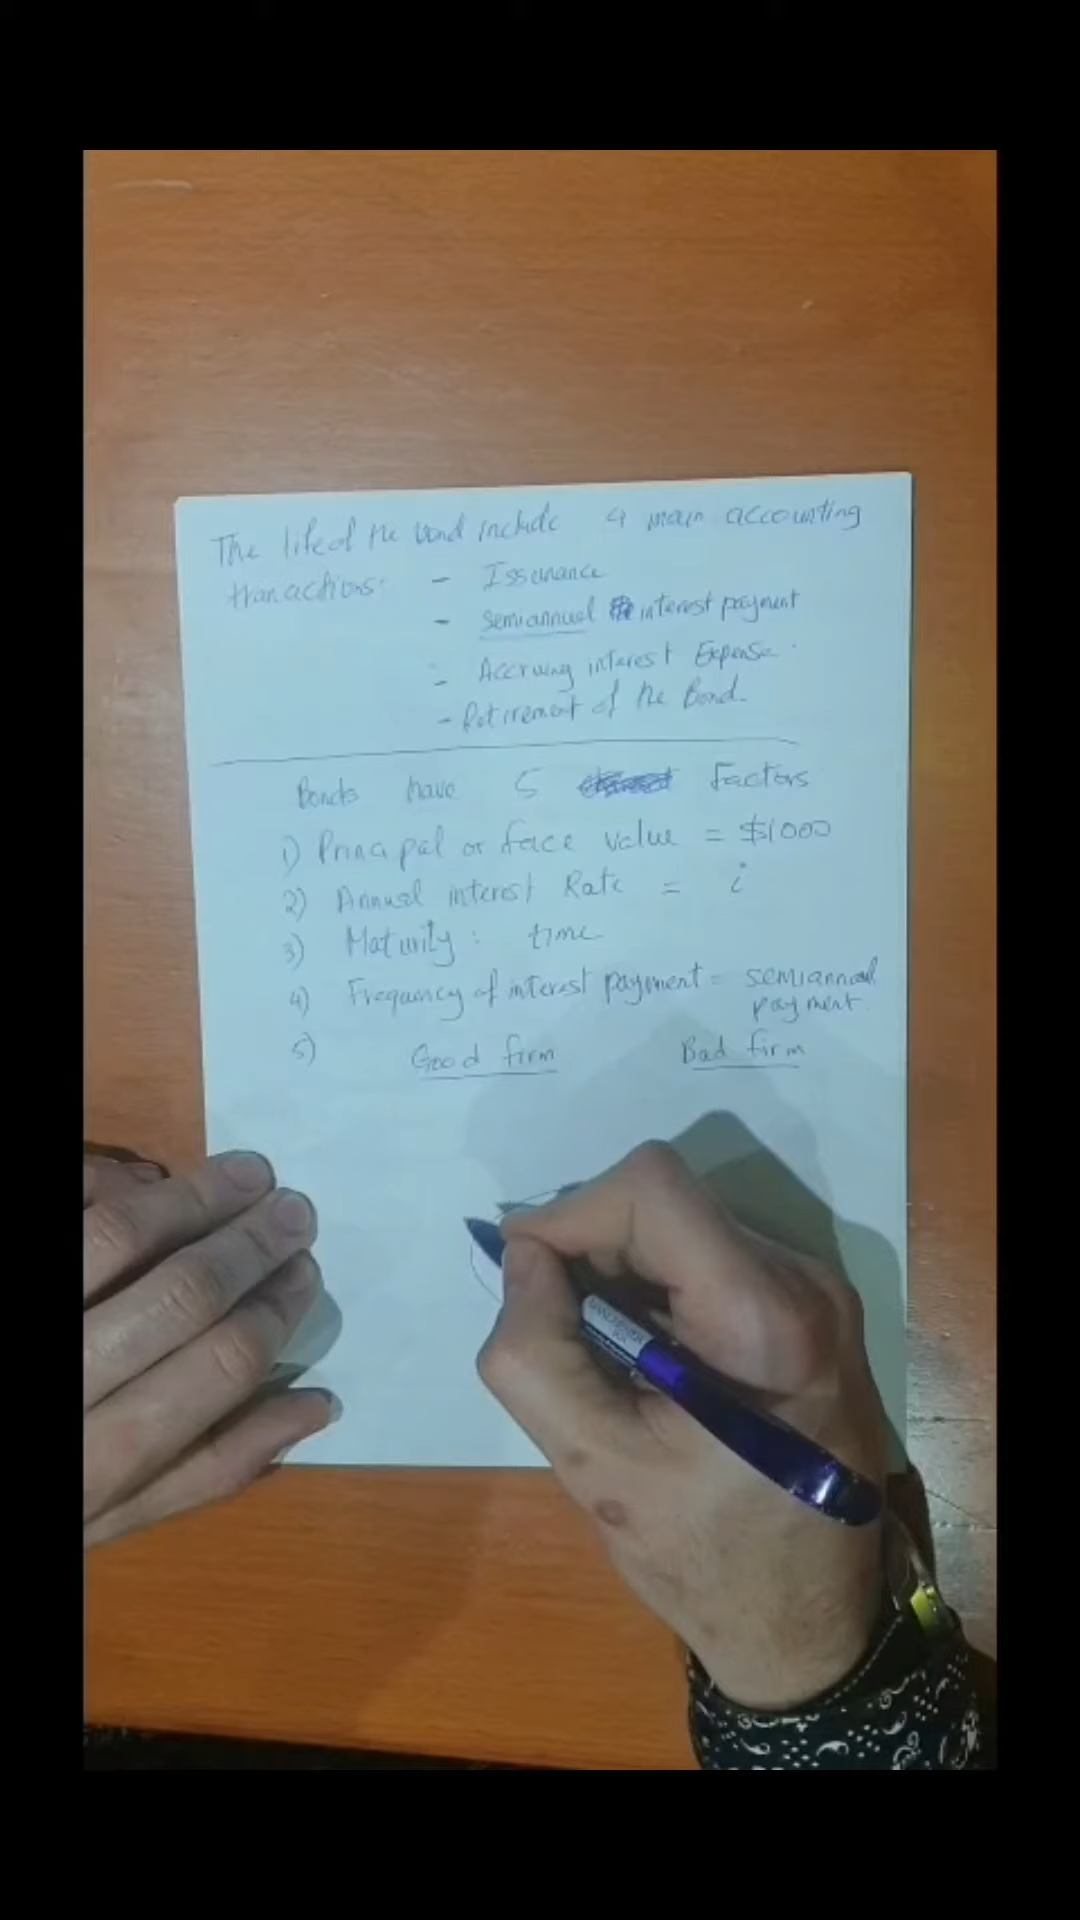 The life of the bond include 4 main accounting
tranactions: - Issunance
- semiannual interest payment
- Accruing interest Expense.
- Retirement of the Bond.
Bonds have 5 factors
1) Principal or face value = $1000
2) Annual interest Rate = i
3) Maturity: time
4) Frequency of interest payment = semiannual
payment.
5) Good firm Bad firm